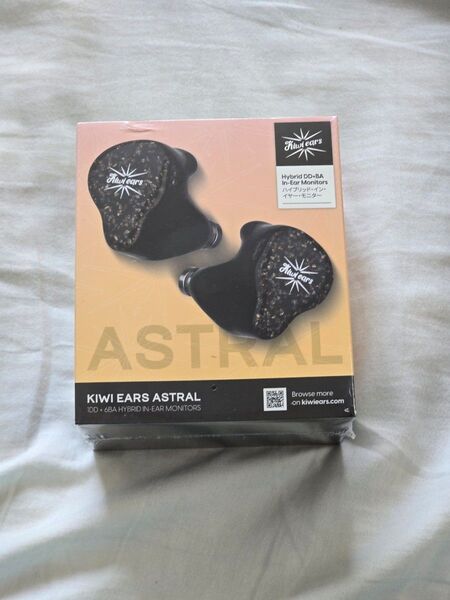 Kiwi ears
Hybrid DD+BA
In-Ear Monitors
ハイブリッド・イン・
イヤー・モニター
Kiwi ears
Kiwi ears
ASTRAL
KIWI EARS ASTRAL
1DD + 6BA HYBRID IN-EAR MONITORS
Browse more
on kiwiears.com